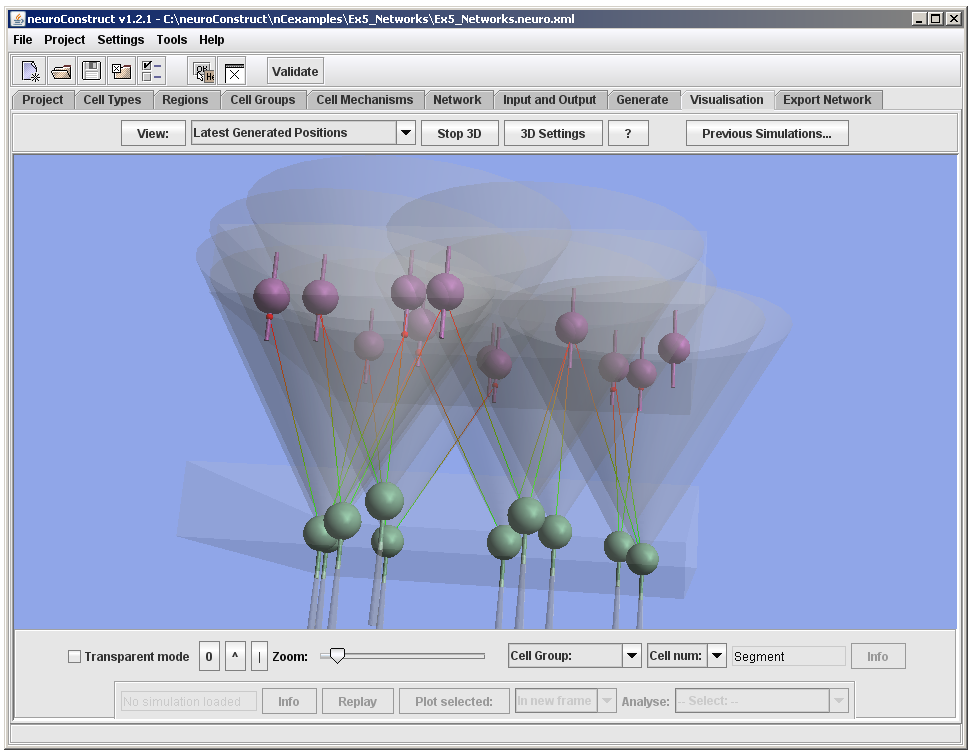 neuroConstruct v1.2.1 - C:\neuroConstruct\nCexamples\Ex5_Networks\Ex5_Networks.neuro.xml
File Project Settings Tools Help
Validate
Project Cell Types Regions Cell Groups Cell Mechanisms Network Input and Output Generate Visualisation Export Network
View: Latest Generated Positions Stop 3D 3D Settings ? Previous Simulations...
Transparent mode 0 ^ | Zoom: Cell Group: Cell num: Segment Info
No simulation loaded Info Replay Plot selected: In new frame Analyse: -- Select: --